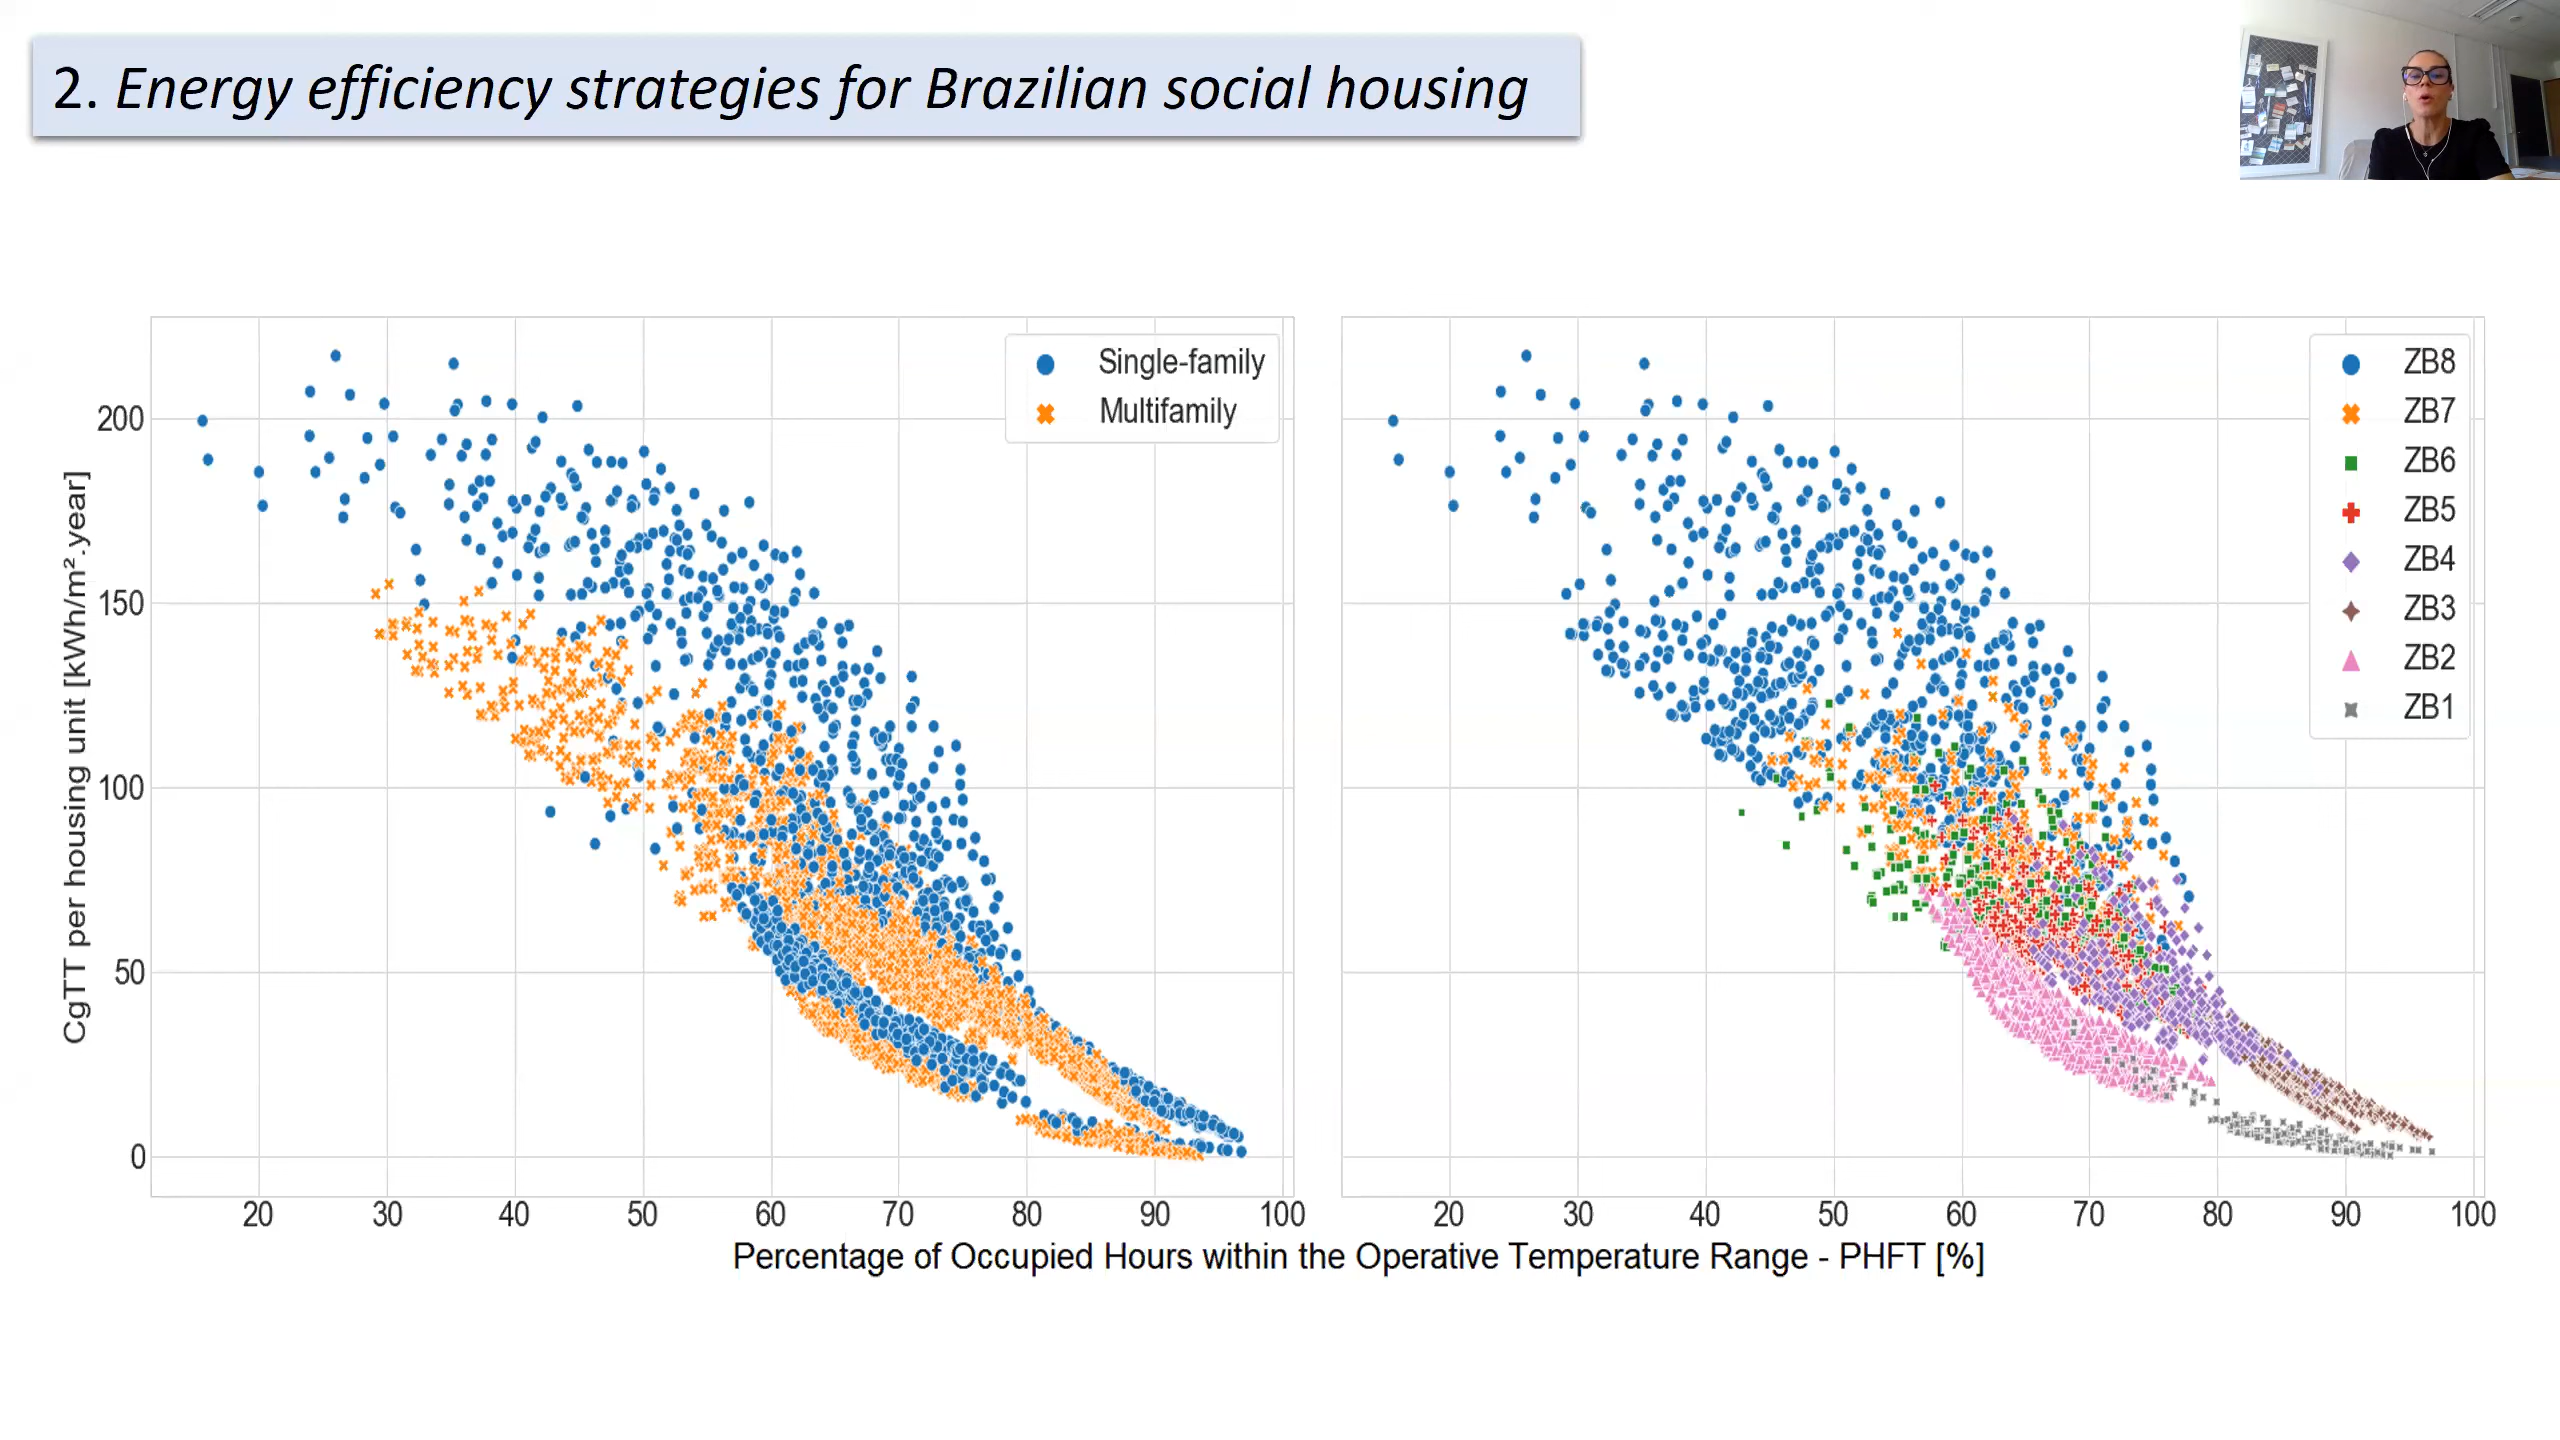 2. Energy efficiency strategies for Brazilian social housing
CgTT per housing unit [kWh/m².year]
200
150
100
50
0
Single-family
Multifamily
20 30 40 50 60 70 80 90 100
ZB8
ZB7
ZB6
ZB5
ZB4
ZB3
ZB2
ZB1
20 30 40 50 60 70 80 90 100
Percentage of Occupied Hours within the Operative Temperature Range - PHFT [%]